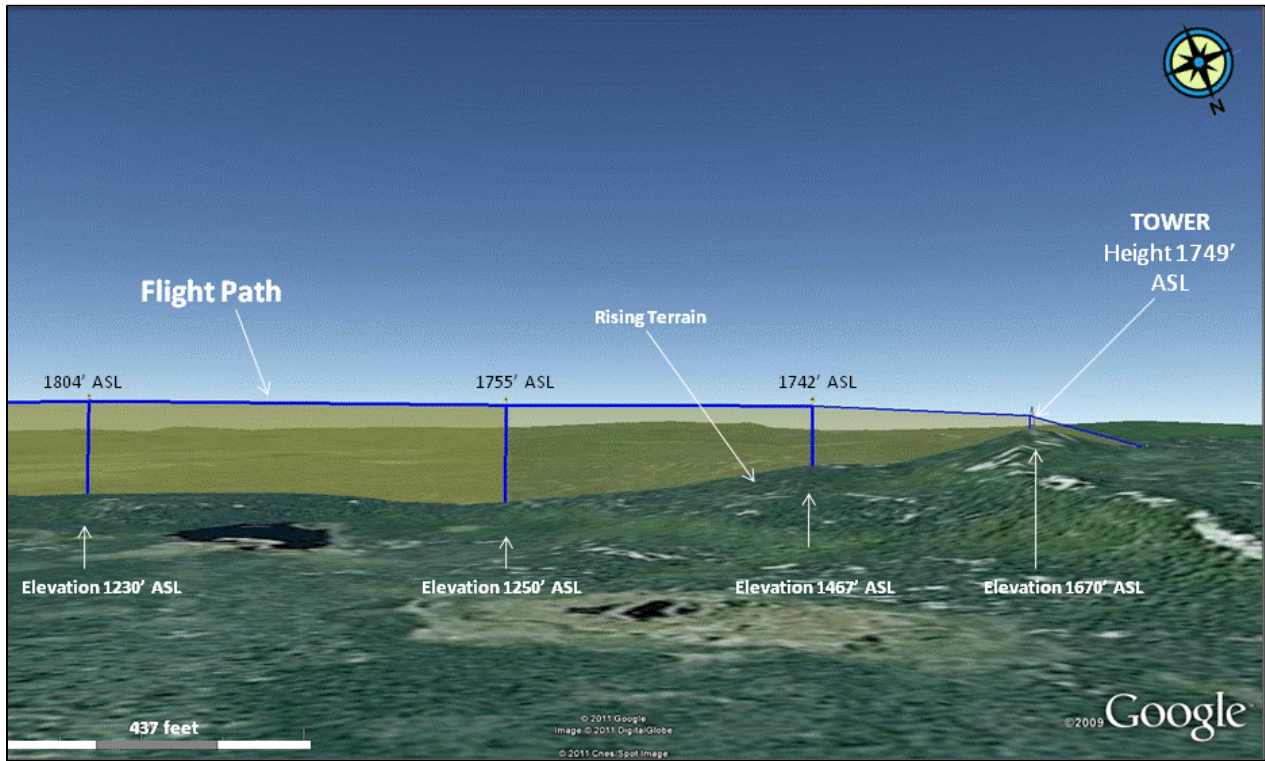 N
TOWER
Height 1749’
ASL
Flight Path
Rising Terrain
1804’ ASL
1755’ ASL
1742’ ASL
Elevation 1230’ ASL
Elevation 1250’ ASL
Elevation 1467’ ASL
Elevation 1670’ ASL
437 feet
© 2011 Google
Image © 2011 DigitalGlobe
© 2011 Cnes/Spot Image
©2009 Google